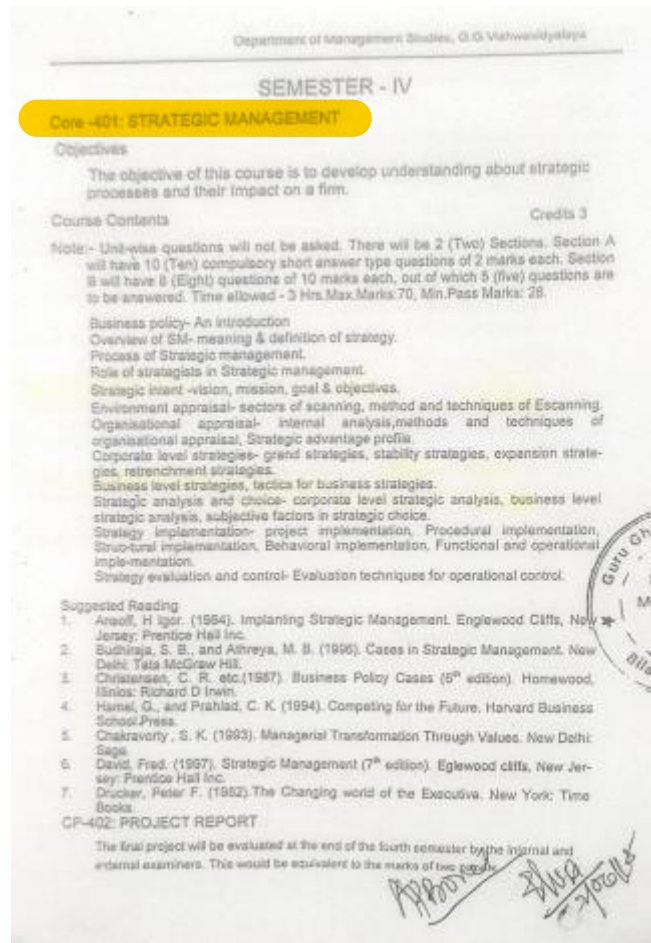 Department of Management Studies, G.G.Vishwavidyalaya
SEMESTER - IV
Core -401: STRATEGIC MANAGEMENT
Objectives
The objective of this course is to develop understanding about strategic
processes and their impact on a firm.
Course Contents Credits 3
Note:- Unit-wise questions will not be asked. There will be 2 (Two) Sections. Section A
will have 10 (Ten) compulsory short answer type questions of 2 marks each. Section
B will have 8 (Eight) questions of 10 marks each, out of which 5 (five) questions are
to be answered. Time allowed - 3 Hrs.Max.Marks:70, Min.Pass Marks: 28.
Business policy- An introduction
Overview of SM- meaning & definition of strategy.
Process of Strategic management.
Role of strategists in Strategic management.
Strategic intent -vision, mission, goal & objectives.
Environment appraisal- sectors of scanning, method and techniques of Escanning.
Organisational appraisal- internal analysis,methods and techniques of
organisational appraisal, Strategic advantage profile.
Corporate level strategies- grand strategies, stability strategies, expansion strate-
gies, retrenchment strategies.
Business level strategies, tactics for business strategies.
Strategic analysis and choice- corporate level strategic analysis, business level
strategic analysis, subjective factors in strategic choice.
Strategy implementation- project implementation, Procedural implementation,
Struc-tural implementation, Behavioral implementation, Functional and operational
imple-mentation.
Strategy evaluation and control- Evaluation techniques for operational control.
Suggested Reading
1. Ansoff, H Igor. (1984). Implanting Strategic Management. Englewood Cliffs, New
Jersey: Prentice Hall Inc.
2. Budhiraja, S. B., and Athreya, M. B. (1996). Cases in Strategic Management. New
Delhi: Tata McGraw Hill.
3. Christensen, C. R. etc.(1987). Business Policy Cases (6th edition). Homewood,
Illinios: Richard D Irwin.
4. Hamel, G., and Prahlad, C. K. (1994). Competing for the Future. Harvard Business
School Press.
5. Chakravorty , S. K. (1993). Managerial Transformation Through Values. New Delhi:
Sage.
6. David, Fred. (1997). Strategic Management (7th edition). Eglewood cliffs, New Jer-
sey: Prentice Hall Inc.
7. Drucker, Peter F. (1982).The Changing world of the Executive. New York: Time
Books.
CP-402: PROJECT REPORT
The final project will be evaluated at the end of the fourth semester by the internal and
external examiners. This would be equivalent to the marks of two
Approved
Guru Gh
M
Bila